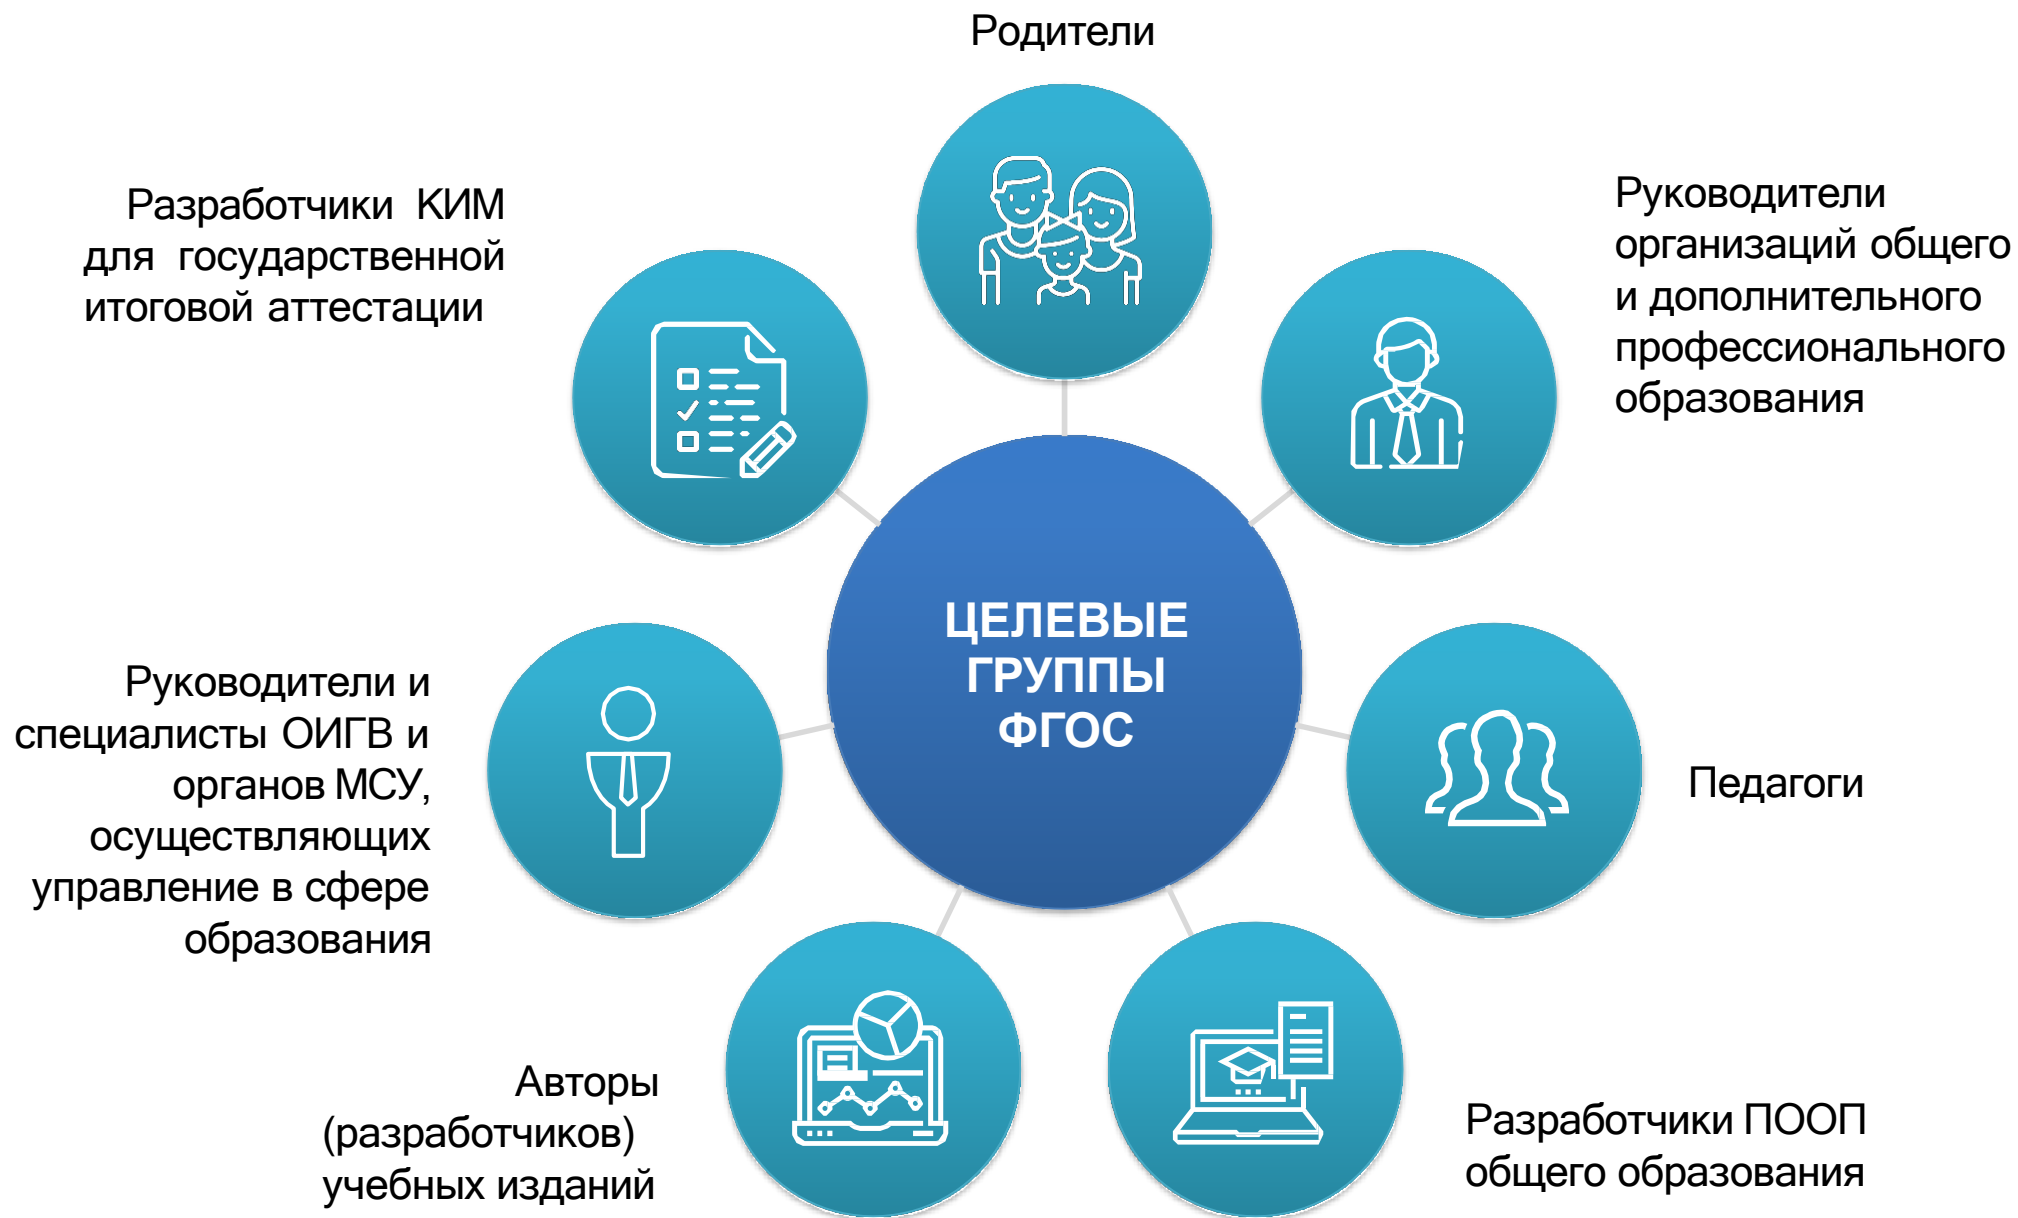 Родители
Разработчики КИМ
для государственной
итоговой аттестации
Руководители
организаций общего
и дополнительного
профессионального
образования
ЦЕЛЕВЫЕ
ГРУППЫ
ФГОС
Руководители и
специалисты ОИГВ и
органов МСУ,
осуществляющих
управление в сфере
образования
Педагоги
Авторы
(разработчиков)
учебных изданий
Разработчики ПООП
общего образования